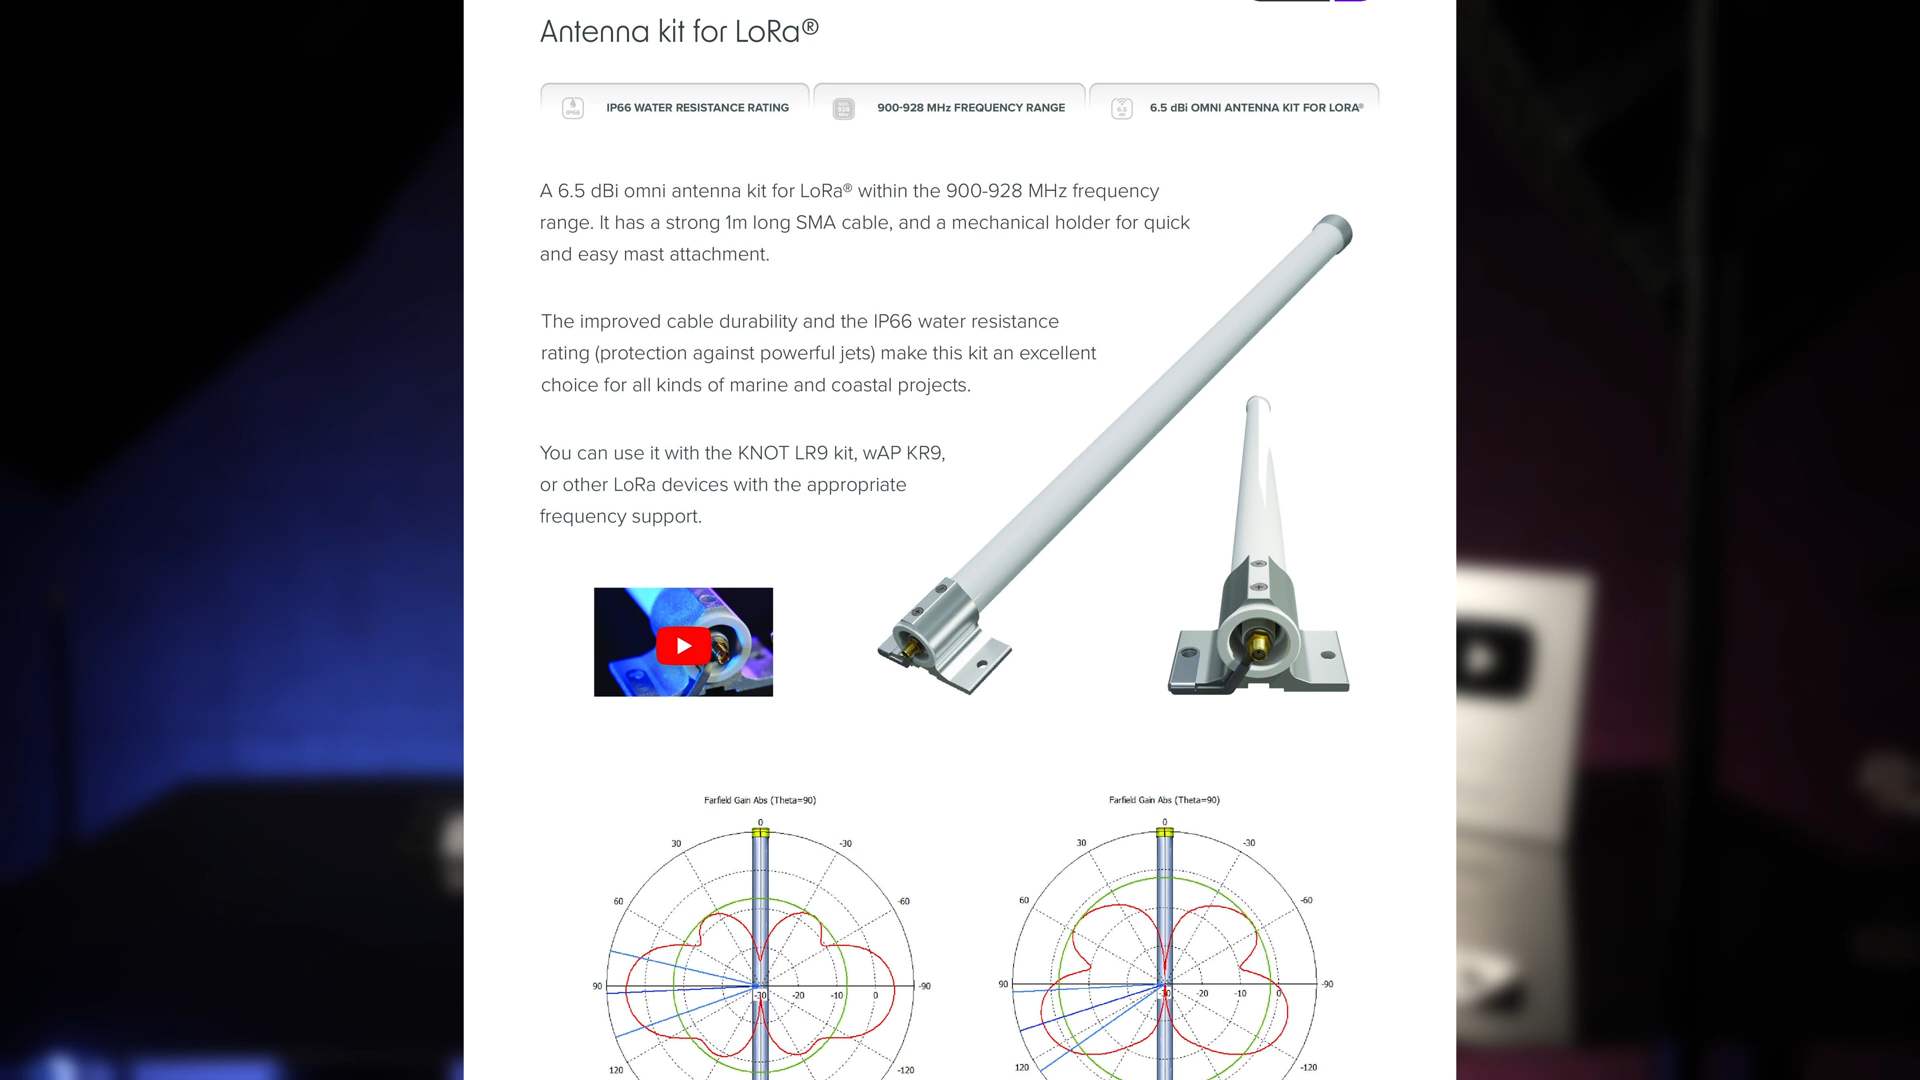 Antenna kit for LoRa®
IP66 WATER RESISTANCE RATING
900-928 MHz FREQUENCY RANGE
6.5 dBi OMNI ANTENNA KIT FOR LORA®
A 6.5 dBi omni antenna kit for LoRa® within the 900-928 MHz frequency
range. It has a strong 1m long SMA cable, and a mechanical holder for quick
and easy mast attachment.
The improved cable durability and the IP66 water resistance
rating (protection against powerful jets) make this kit an excellent
choice for all kinds of marine and coastal projects.
You can use it with the KNOT LR9 kit, wAP KR9,
or other LoRa devices with the appropriate
frequency support.
Farfield Gain Abs (Theta=90)
0
30
-30
60
-60
90
-30
-20
-10
0
-90
120
-120
Farfield Gain Abs (Theta=90)
0
30
-30
60
-60
90
-20
-10
0
-90
120
-120